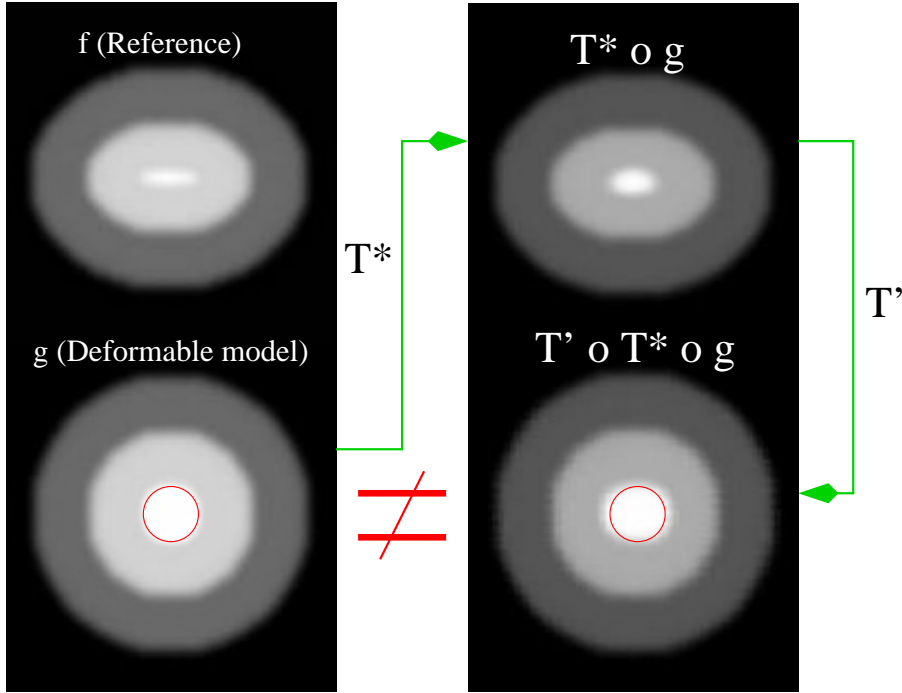 f (Reference)
T* o g
T*
T’
g (Deformable model)
T’ o T* o g
≠